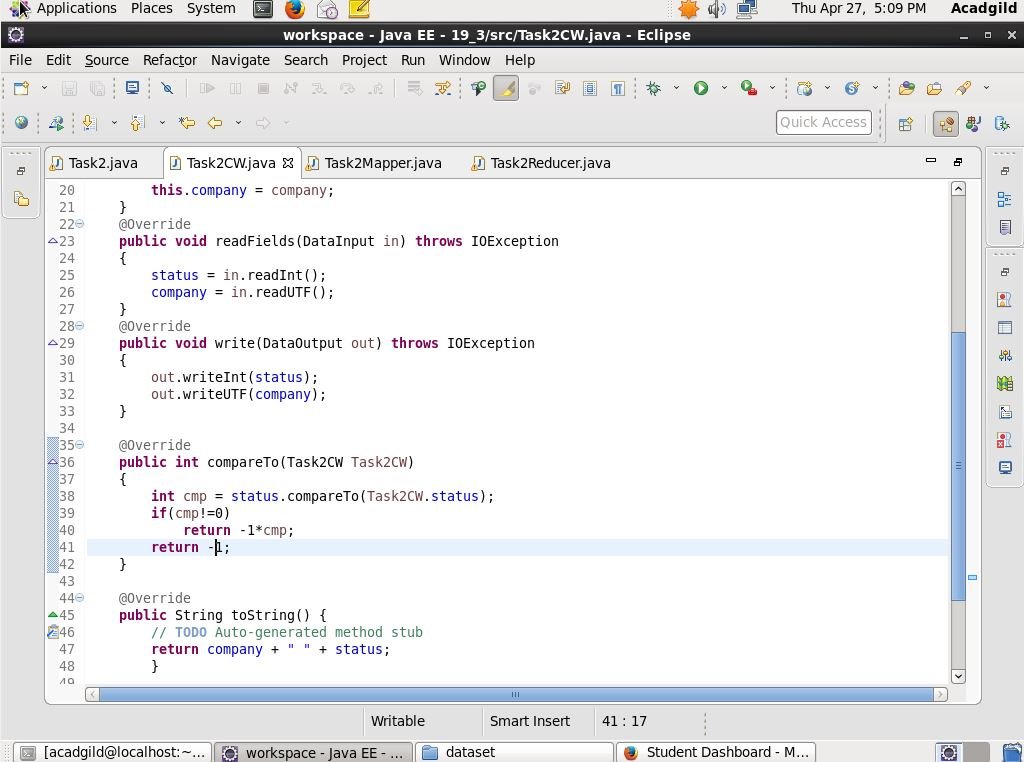 Applications Places System Thu Apr 27, 5:09 PM Acadgild
workspace - Java EE - 19_3/src/Task2CW.java - Eclipse
File Edit Source Refactor Navigate Search Project Run Window Help
Quick Access
Task2.java Task2CW.java Task2Mapper.java Task2Reducer.java
20 this.company = company;
21 }
22 @Override
23 public void readFields(DataInput in) throws IOException
24 {
25 status = in.readInt();
26 company = in.readUTF();
27 }
28 @Override
29 public void write(DataOutput out) throws IOException
30 {
31 out.writeInt(status);
32 out.writeUTF(company);
33 }
34
35 @Override
36 public int compareTo(Task2CW Task2CW)
37 {
38 int cmp = status.compareTo(Task2CW.status);
39 if(cmp!=0)
40 return -1*cmp;
41 return -1;
42 }
43
44 @Override
45 public String toString() {
46 // TODO Auto-generated method stub
47 return company + " " + status;
48 }
49
Writable Smart Insert 41 : 17
[acadgild@localhost:~... workspace - Java EE - ... dataset Student Dashboard - M...